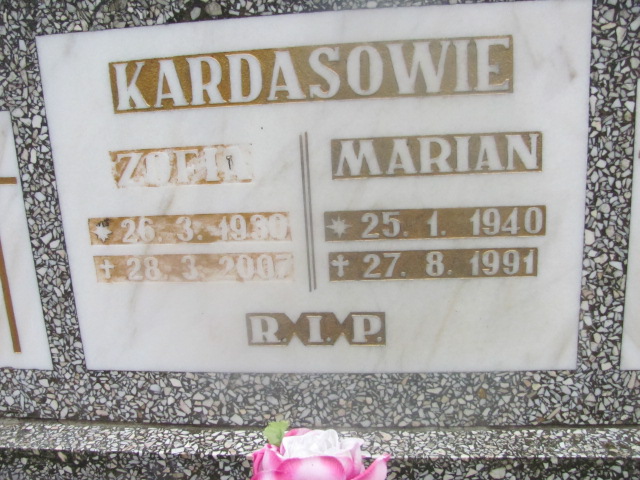 KARDASOWIE
ZOFIA
* 26. 3. 1930
✝ 28. 3. 2007
MARIAN
* 25. 1. 1940
✝ 27. 8. 1991
R.I.P.